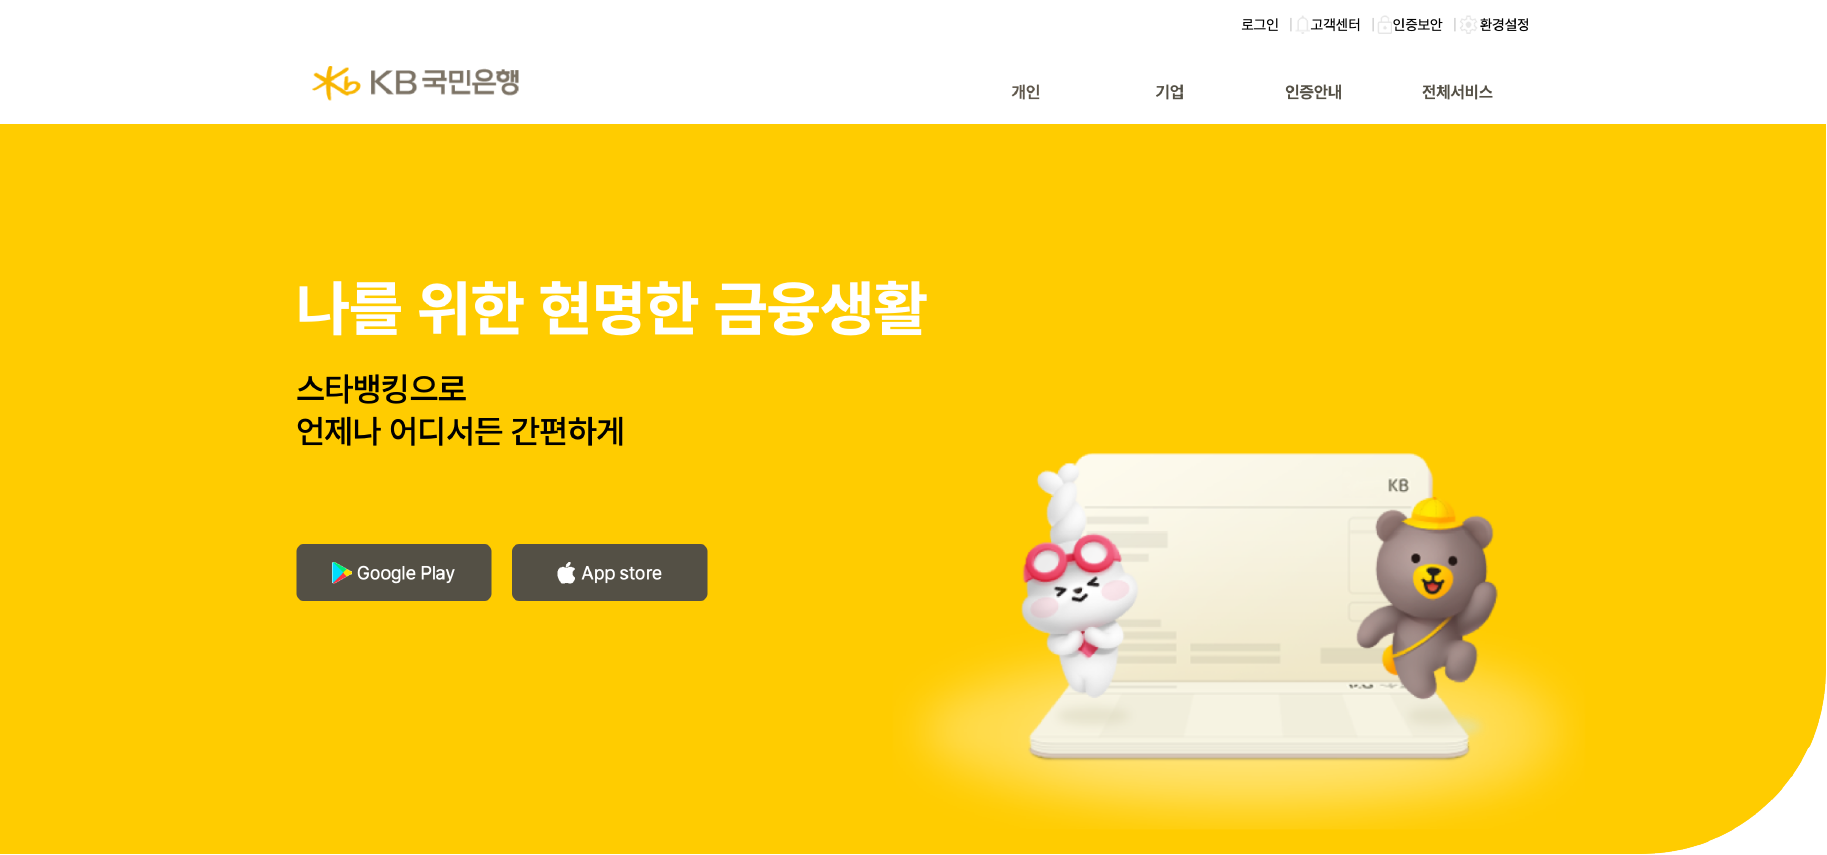 로그인 | 고객센터 | 인증보안 | 환경설정
KB 국민은행
개인 기업 인증안내 전체서비스
나를 위한 현명한 금융생활
스타뱅킹으로
언제나 어디서든 간편하게
KB
Google Play
App store